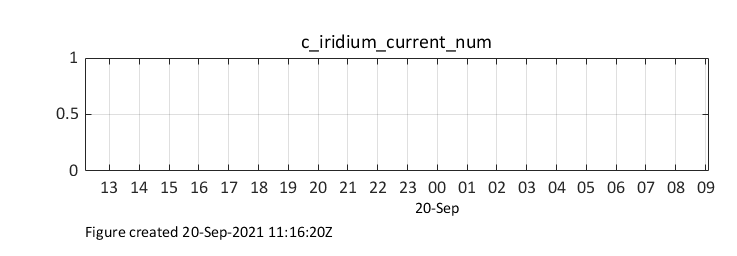 c_iridium_current_num
1
0.5
0
13 14 15 16 17 18 19 20 21 22 23 00 01 02 03 04 05 06 07 08 09
20-Sep
Figure created 20-Sep-2021 11:16:20Z